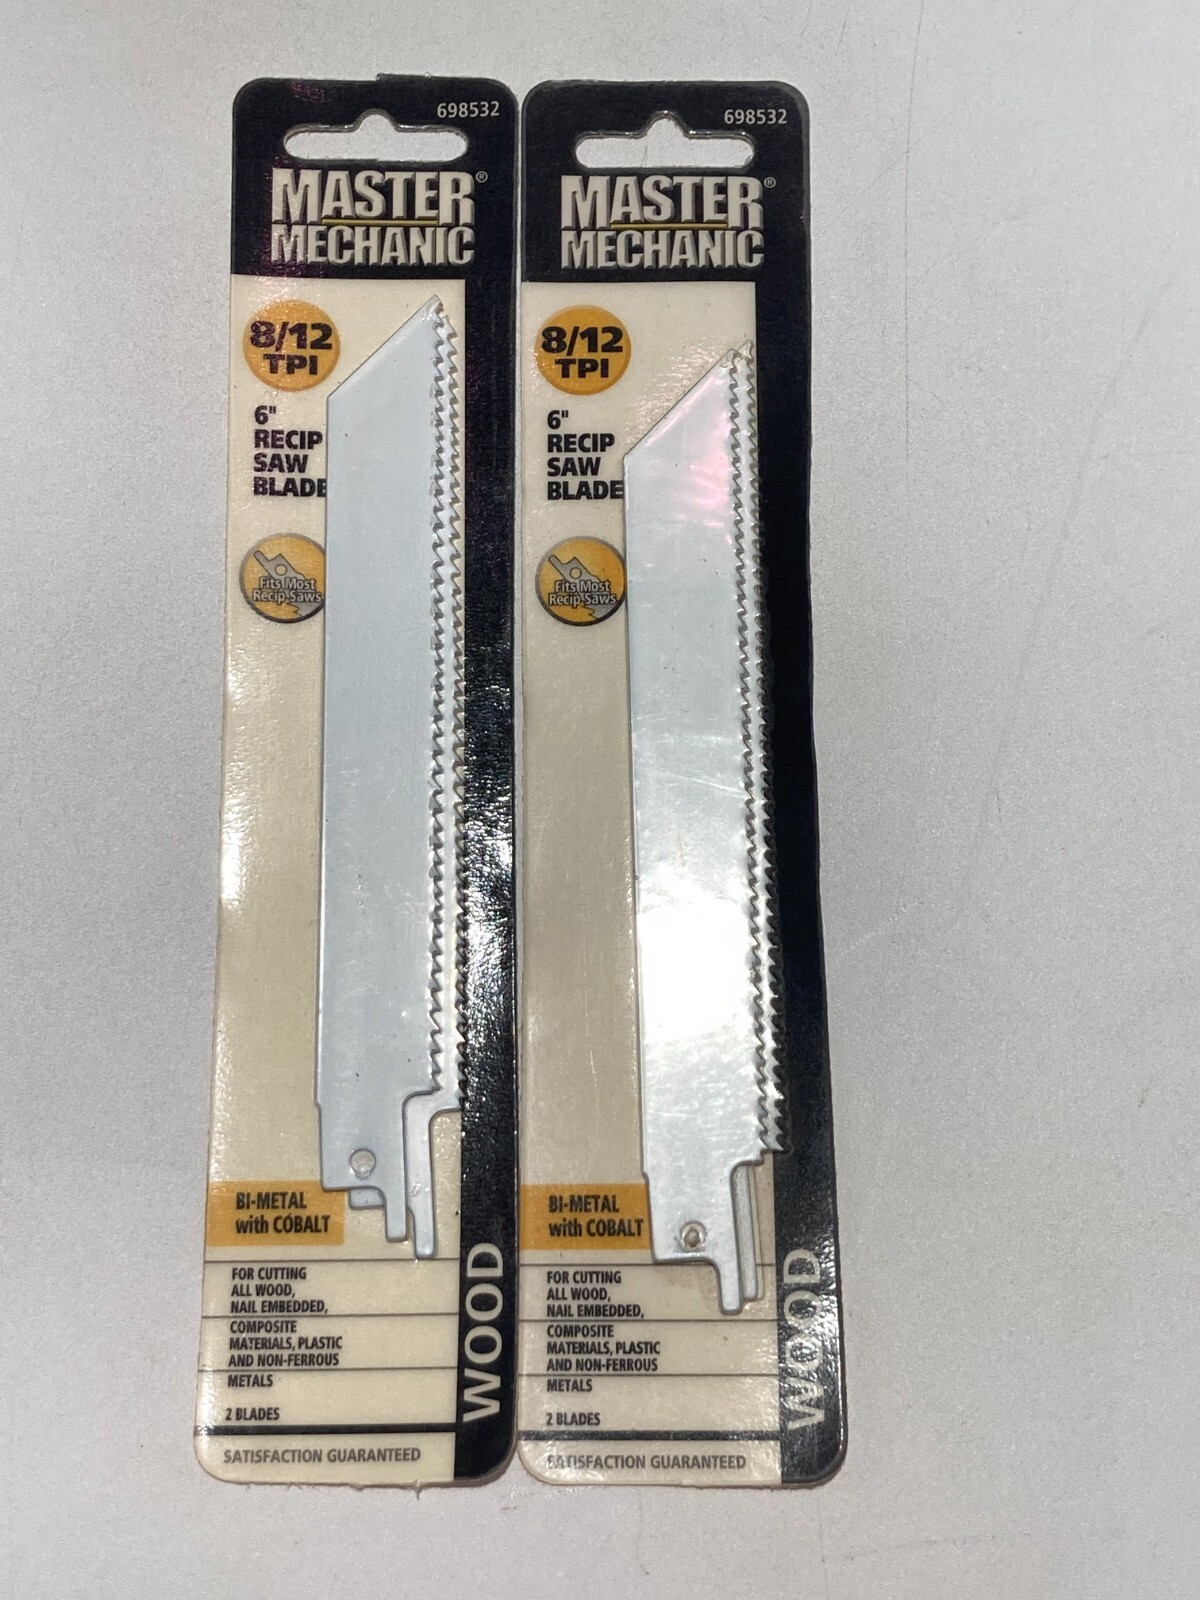 698532
MASTER®
MECHANIC
8/12
TPI
6"
RECIP
SAW
BLADE
Fits Most
Recip Saws
BI-METAL
with COBALT
FOR CUTTING
ALL WOOD,
NAIL EMBEDDED,
COMPOSITE
MATERIALS, PLASTIC
AND NON-FERROUS
METALS
2 BLADES
SATISFACTION GUARANTEED
WOOD
698532
MASTER®
MECHANIC
8/12
TPI
6"
RECIP
SAW
BLADE
Fits Most
Recip Saws
BI-METAL
with COBALT
FOR CUTTING
ALL WOOD,
NAIL EMBEDDED,
COMPOSITE
MATERIALS, PLASTIC
AND NON-FERROUS
METALS
2 BLADES
SATISFACTION GUARANTEED
WOOD